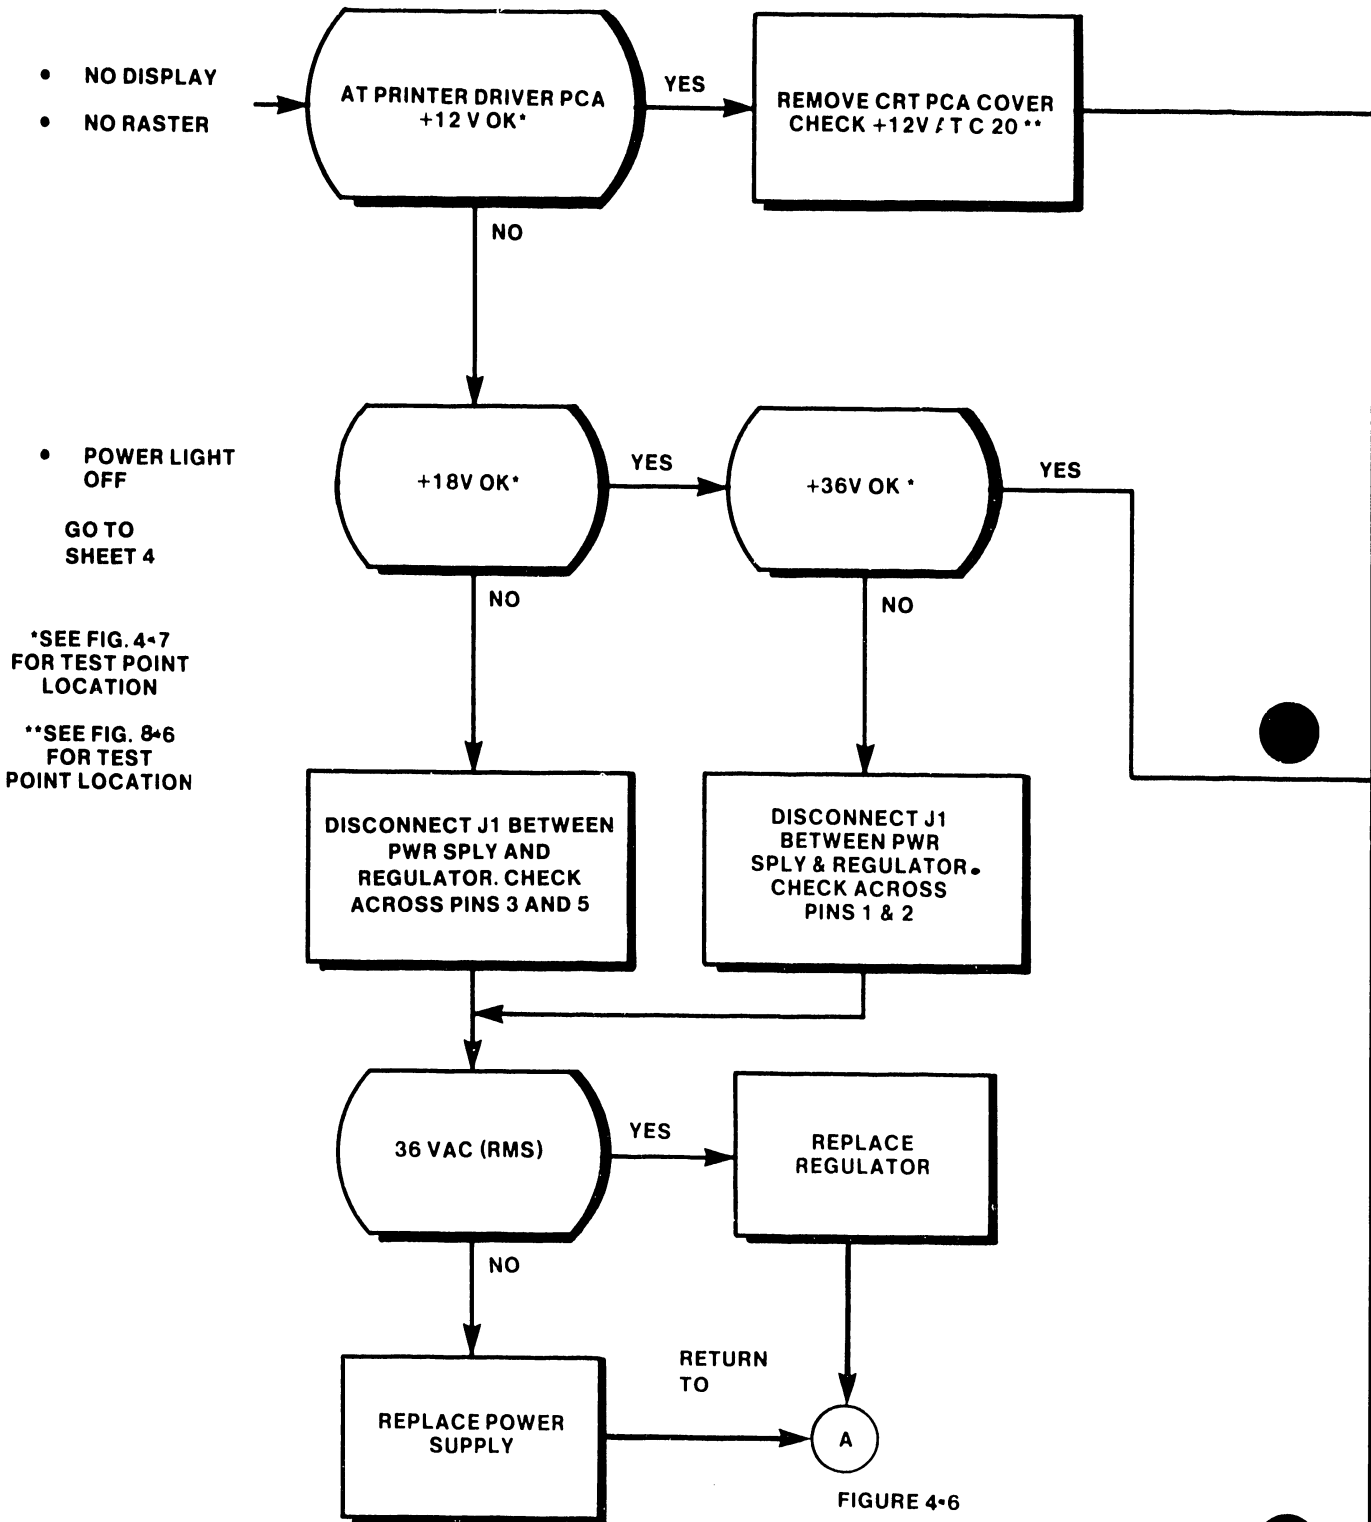 • NO DISPLAY
• NO RASTER
AT PRINTER DRIVER PCA
+12 V OK*
YES
REMOVE CRT PCA COVER
CHECK +12V AT C 20 **
NO
• POWER LIGHT
OFF
GO TO
SHEET 4
+18V OK*
YES
+36V OK *
YES
NO
NO
*SEE FIG. 4-7
FOR TEST POINT
LOCATION
**SEE FIG. 8-6
FOR TEST
POINT LOCATION
DISCONNECT J1 BETWEEN
PWR SPLY AND
REGULATOR. CHECK
ACROSS PINS 3 AND 5
DISCONNECT J1
BETWEEN PWR
SPLY & REGULATOR.
CHECK ACROSS
PINS 1 & 2
36 VAC (RMS)
YES
REPLACE
REGULATOR
NO
REPLACE POWER
SUPPLY
RETURN
TO
A
FIGURE 4-6